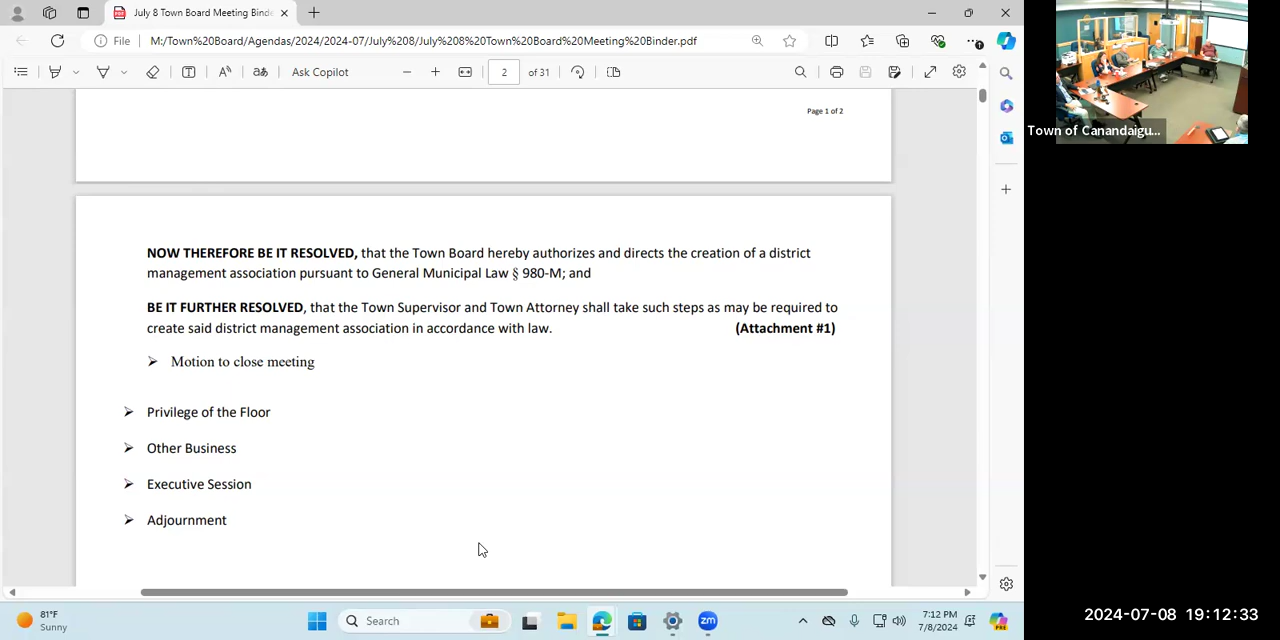 July 8 Town Board Meeting Binde
File
M:/Town%20Board/Agendas/2024/2024-07/July%208/July%208%20Town%20Board%20Meeting%20Binder.pdf
Ask Copilot
2
of 31
Page 1 of 2
NOW THEREFORE BE IT RESOLVED, that the Town Board hereby authorizes and directs the creation of a district
management association pursuant to General Municipal Law § 980-M; and
BE IT FURTHER RESOLVED, that the Town Supervisor and Town Attorney shall take such steps as may be required to
create said district management association in accordance with law. (Attachment #1)
➢ Motion to close meeting
➢ Privilege of the Floor
➢ Other Business
➢ Executive Session
➢ Adjournment
Town of Canandaigu...
81°F
Sunny
Search
zm
7:12 PM
7/8/2024
PRE
2024-07-08 19:12:33